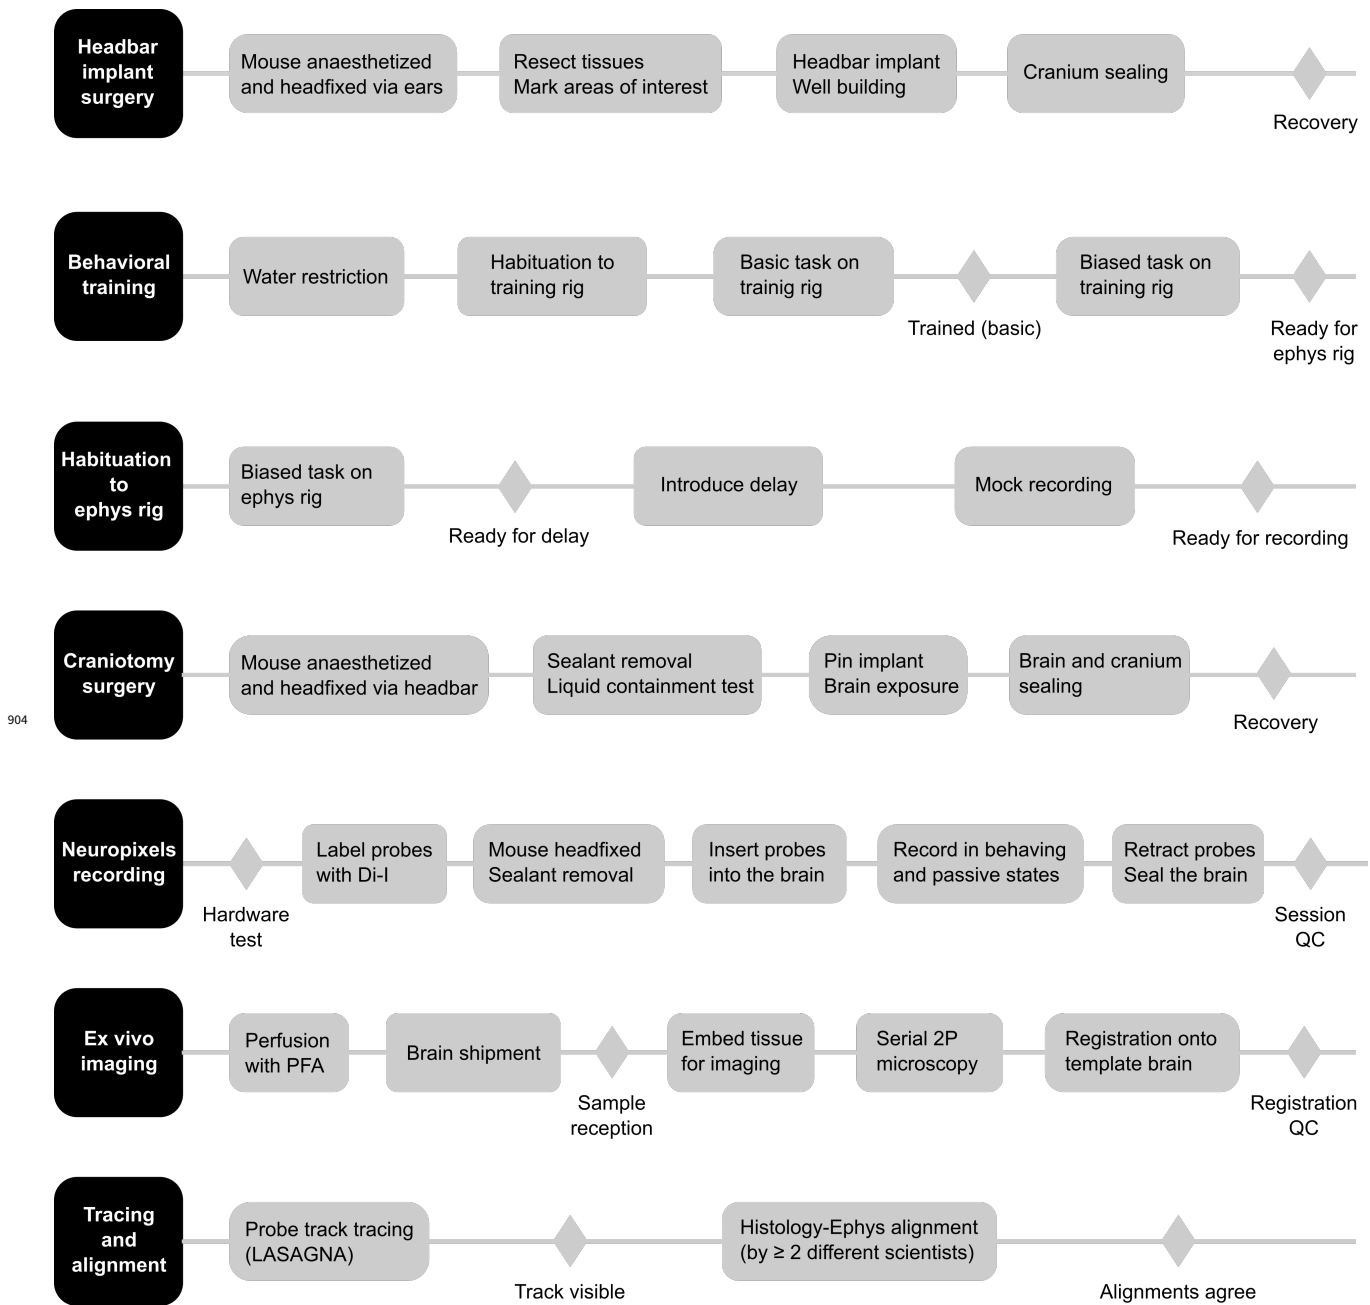 Headbar
implant
surgery
Mouse anaesthetized
and headfixed via ears
Resect tissues
Mark areas of interest
Headbar implant
Well building
Cranium sealing
Recovery
Behavioral
training
Water restriction
Habituation to
training rig
Basic task on
trainig rig
Trained (basic)
Biased task on
training rig
Ready for
ephys rig
Habituation
to
ephys rig
Biased task on
ephys rig
Ready for delay
Introduce delay
Mock recording
Ready for recording
Craniotomy
surgery
Mouse anaesthetized
and headfixed via headbar
Sealant removal
Liquid containment test
Pin implant
Brain exposure
Brain and cranium
sealing
Recovery
904
Neuropixels
recording
Hardware
test
Label probes
with Di-I
Mouse headfixed
Sealant removal
Insert probes
into the brain
Record in behaving
and passive states
Retract probes
Seal the brain
Session
QC
Ex vivo
imaging
Perfusion
with PFA
Brain shipment
Sample
reception
Embed tissue
for imaging
Serial 2P
microscopy
Registration onto
template brain
Registration
QC
Tracing
and
alignment
Probe track tracing
(LASAGNA)
Track visible
Histology-Ephys alignment
(by ≥ 2 different scientists)
Alignments agree